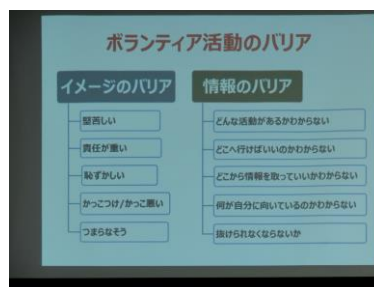 ボランティア活動のバリア
イメージのバリア
堅苦しい
責任が重い
恥ずかしい
かっこつけ/かっこ悪い
つまらなそう
情報のバリア
どんな活動があるかわからない
どこへ行けばいいのかわからない
どこから情報を取っていいかわからない
何が自分に向いているのかわからない
抜けられなくならないか